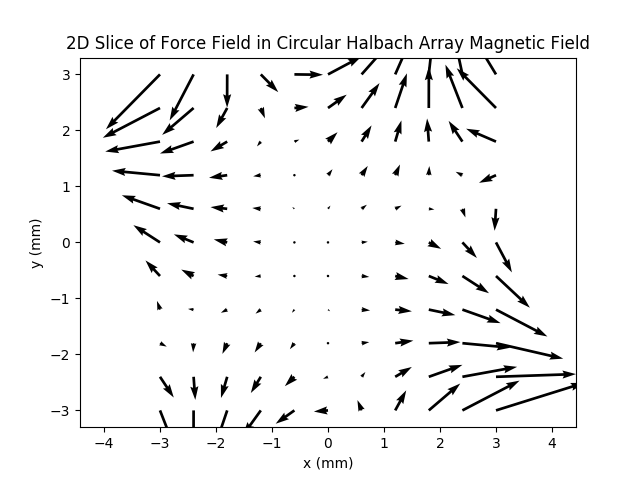 2D Slice of Force Field in Circular Halbach Array Magnetic Field
3
2
1
0
−1
−2
−3
y (mm)
−4 −3 −2 −1 0 1 2 3 4
x (mm)